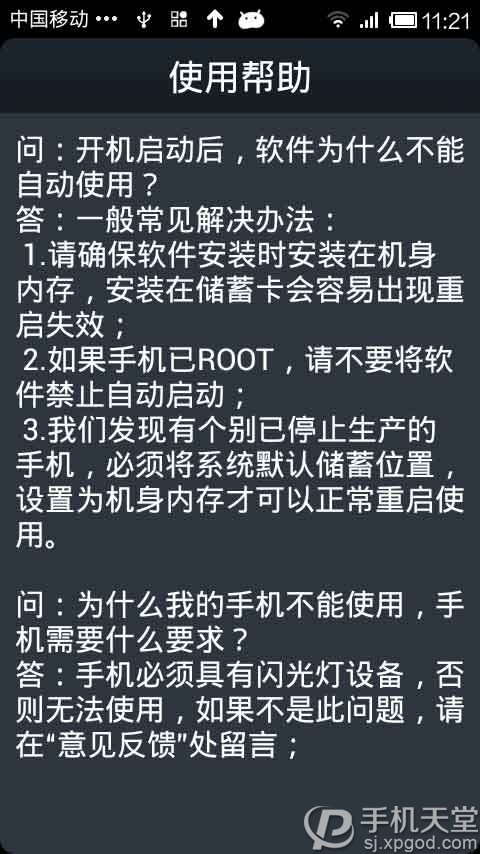 中国移动 ••• 11:21
使用帮助
问：开机启动后，软件为什么不能
自动使用？
答：一般常见解决办法：
1.请确保软件安装时安装在机身
内存，安装在储蓄卡会容易出现重
启失效；
2.如果手机已ROOT，请不要将软
件禁止自动启动；
3.我们发现有个别已停止生产的
手机，必须将系统默认储蓄位置，
设置为机身内存才可以正常重启使
用。
问：为什么我的手机不能使用，手
机需要什么要求？
答：手机必须具有闪光灯设备，否
则无法使用，如果不是此问题，请
在“意见反馈”处留言；
手机天堂
sj.xpgod.com